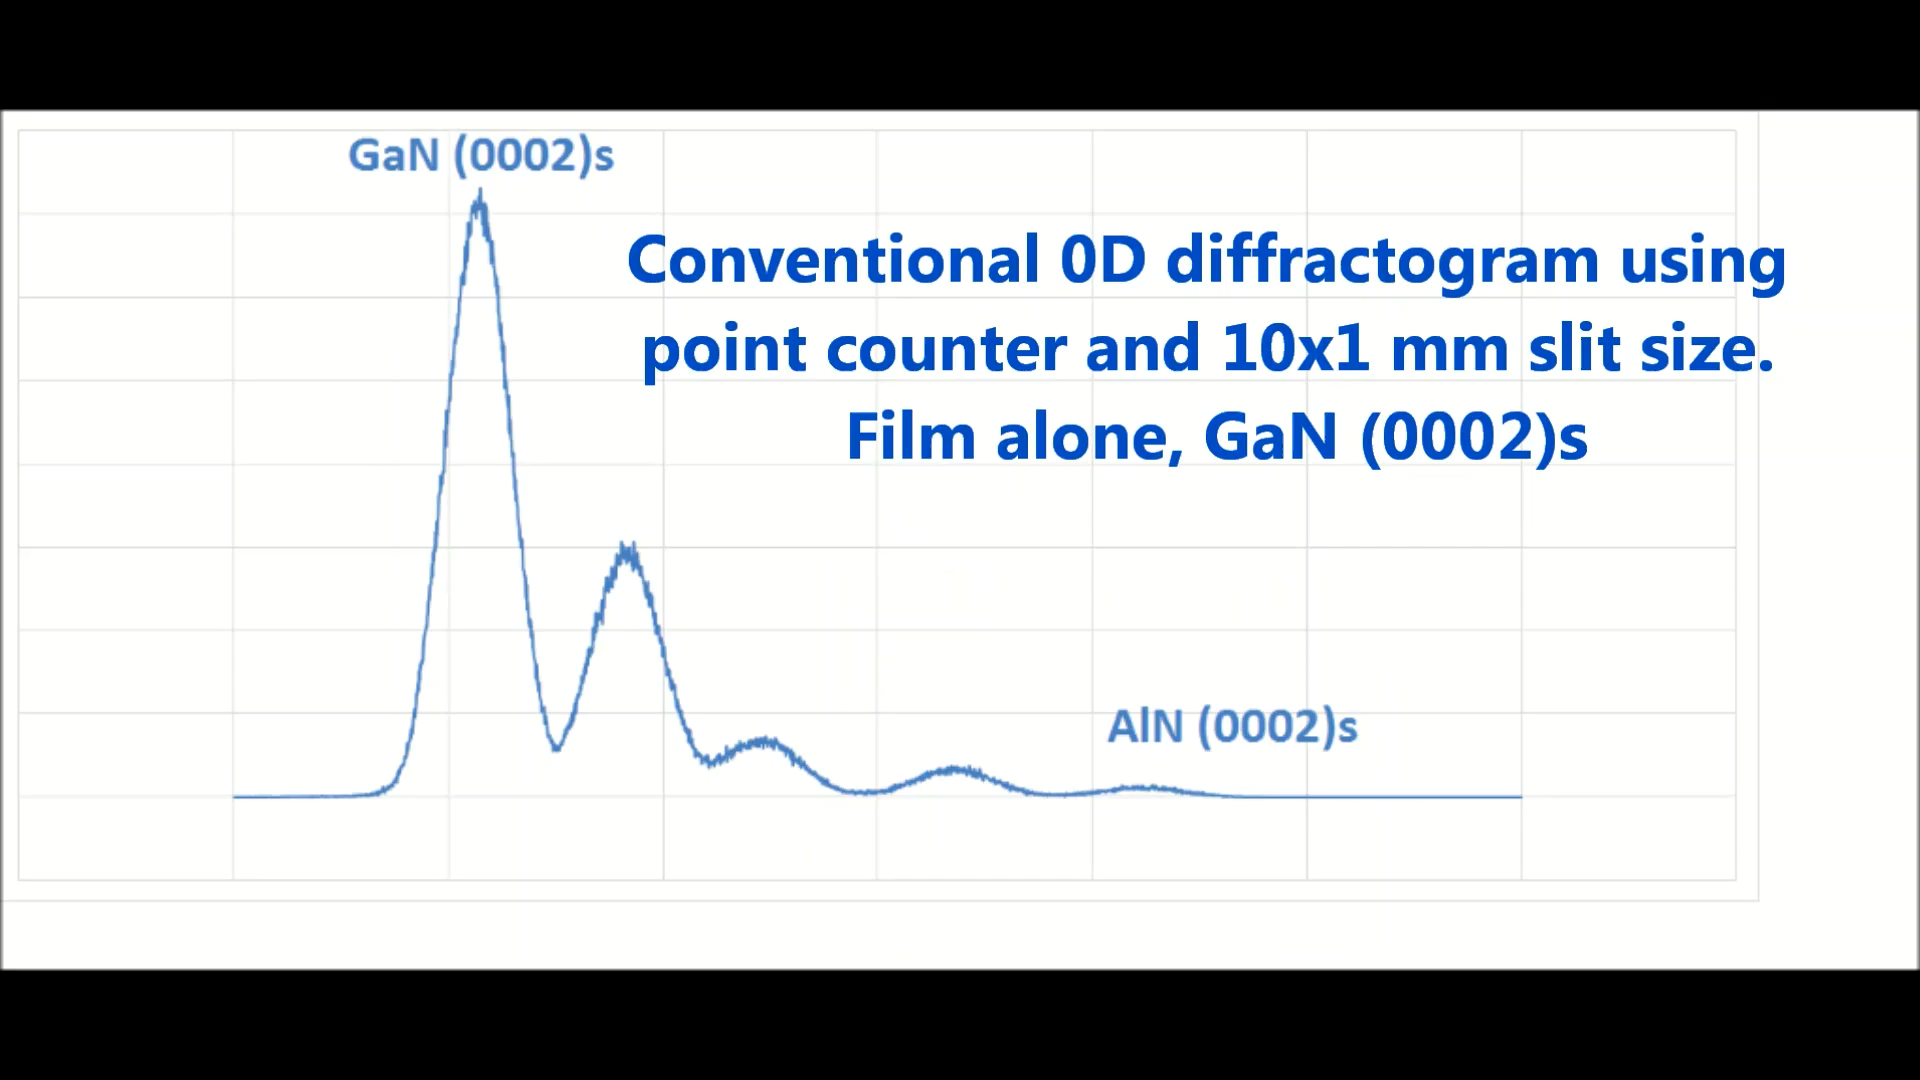 GaN (0002)s
Conventional 0D diffractogram using
point counter and 10x1 mm slit size.
Film alone, GaN (0002)s
AlN (0002)s